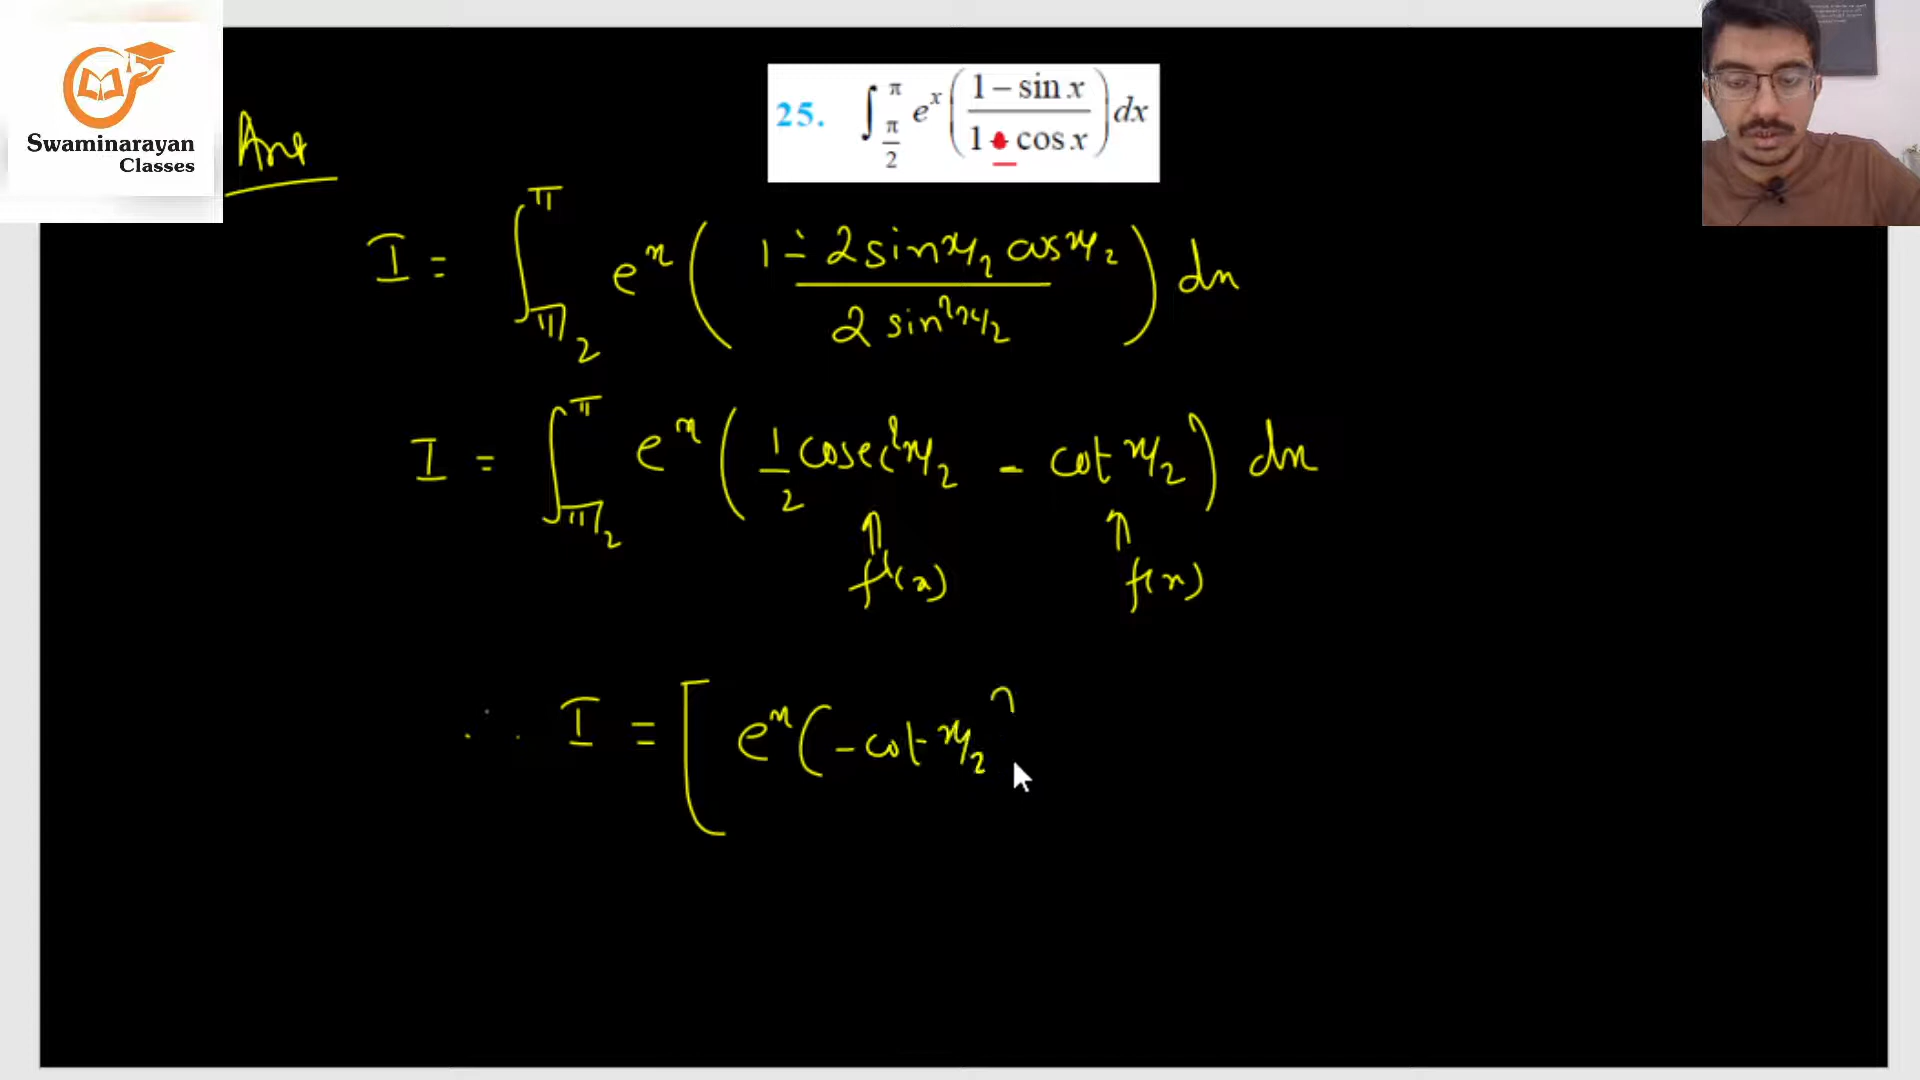 Swaminarayan
Classes
Ans
25. ∫ π/2 π e^x (1 – sin x / 1 - cos x) dx
I = ∫ π/2 π e^x (1 - 2 sin x/2 cos x/2 / 2 sin² x/2) dx
I = ∫ π/2 π e^x (1/2 cosec² x/2 - cot x/2) dx
f'(x) f(x)
∴ I = [ e^x (-cot x/2